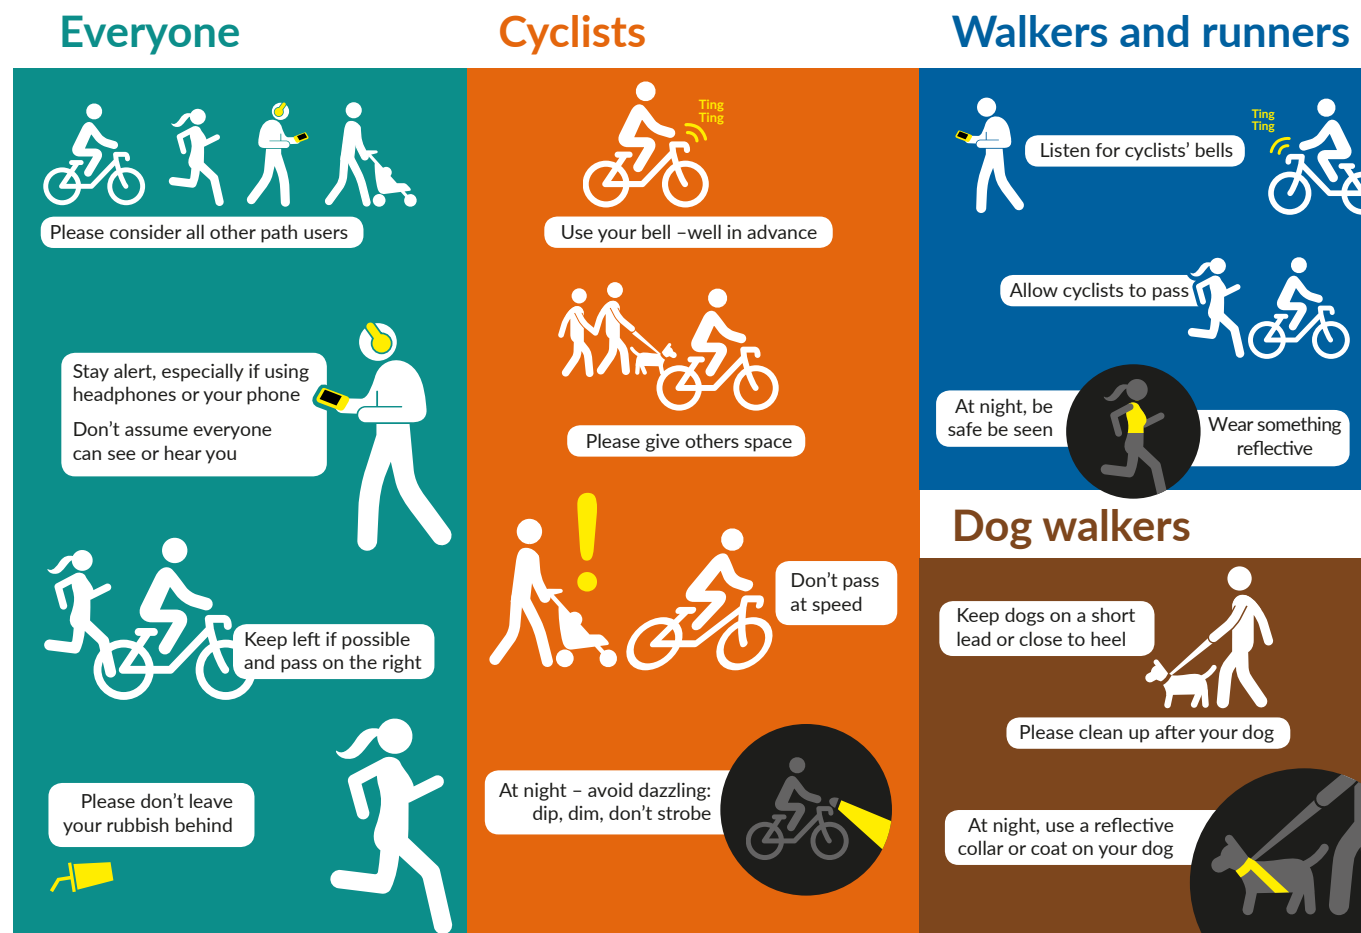 Everyone
Please consider all other path users
Stay alert, especially if using
headphones or your phone
Don't assume everyone
can see or hear you
Keep left if possible
and pass on the right
Please don't leave
your rubbish behind
Cyclists
Ting
Ting
Use your bell –well in advance
Please give others space
Don't pass
at speed
At night – avoid dazzling:
dip, dim, don't strobe
Walkers and runners
Listen for cyclists' bells
Ting
Ting
Allow cyclists to pass
At night, be
safe be seen
Wear something
reflective
Dog walkers
Keep dogs on a short
lead or close to heel
Please clean up after your dog
At night, use a reflective
collar or coat on your dog